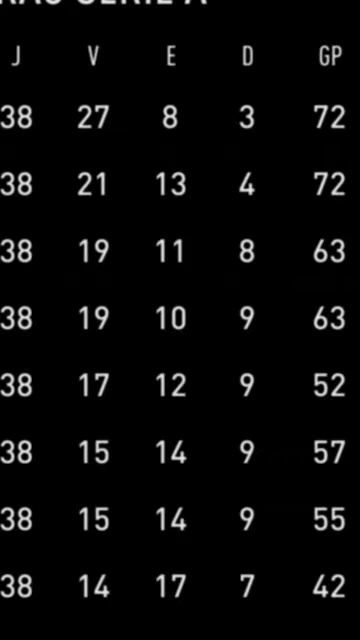 J V E D GP
38 27 8 3 72
38 21 13 4 72
38 19 11 8 63
38 19 10 9 63
38 17 12 9 52
38 15 14 9 57
38 15 14 9 55
38 14 17 7 42